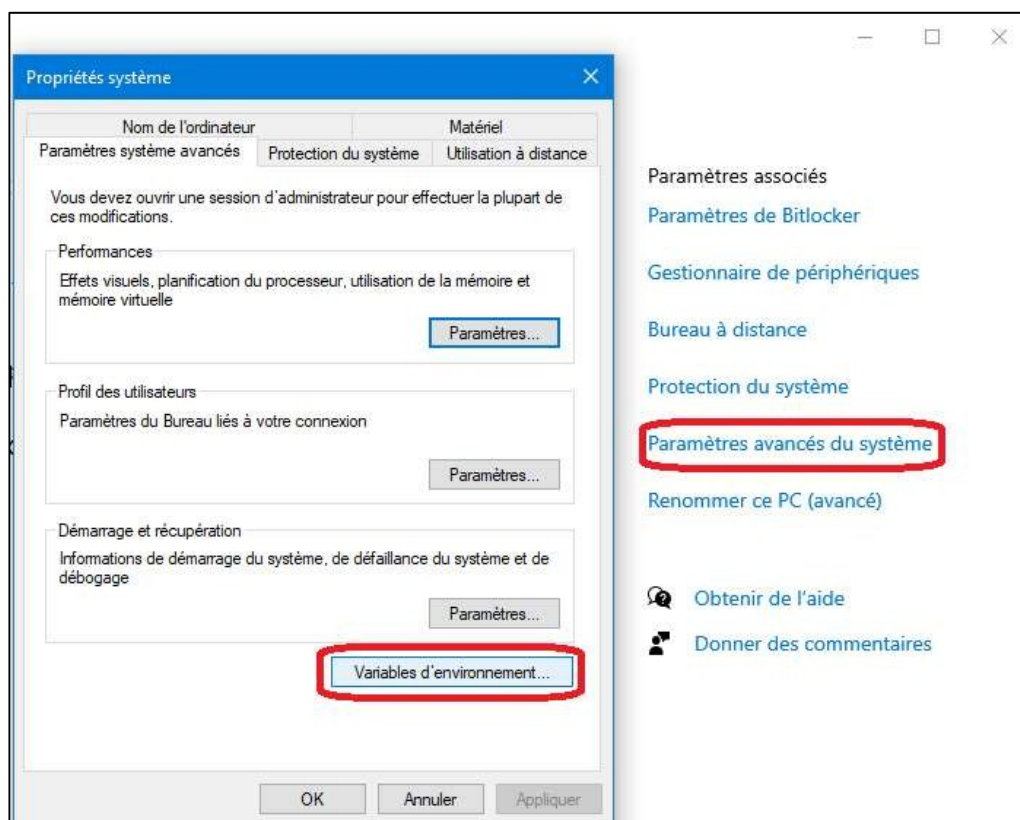 Propriétés système
Nom de l'ordinateur
Matériel
Paramètres système avancés
Protection du système
Utilisation à distance
Vous devez ouvrir une session d'administrateur pour effectuer la plupart de
ces modifications.
Performances
Effets visuels, planification du processeur, utilisation de la mémoire et
mémoire virtuelle
Paramètres...
Profil des utilisateurs
Paramètres du Bureau liés à votre connexion
Paramètres...
Démarrage et récupération
Informations de démarrage du système, de défaillance du système et de
débogage
Paramètres...
Variables d'environnement...
OK
Annuler
Appliquer
Paramètres associés
Paramètres de Bitlocker
Gestionnaire de périphériques
Bureau à distance
Protection du système
Paramètres avancés du système
Renommer ce PC (avancé)
Obtenir de l'aide
Donner des commentaires